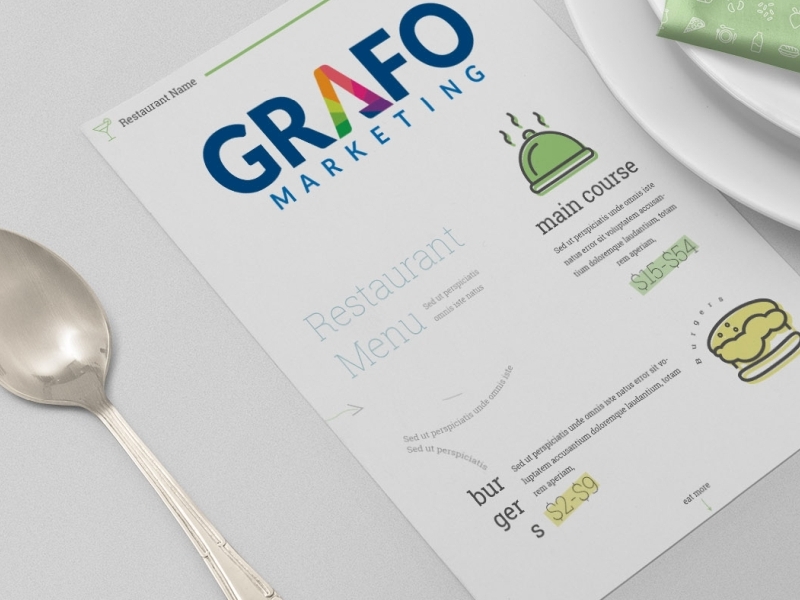 Restaurant Name
GRAFO
MARKETING
main course
Sed ut perspiciatis unde omnis iste
natus error sit voluptatem accusan-
tium doloremque laudantium, totam
rem aperiam,
$15-$54
Restaurant
Menu
Sed ut perspiciatis
omnis iste natus
Burgers
Sed ut perspiciatis unde omnis iste
Sed ut perspiciatis
bur
ger
s
Sed ut perspiciatis unde omnis iste natus error sit vo-
luptatem accusantium doloremque laudantium, totam
rem aperiam,
$2-$9
eat more